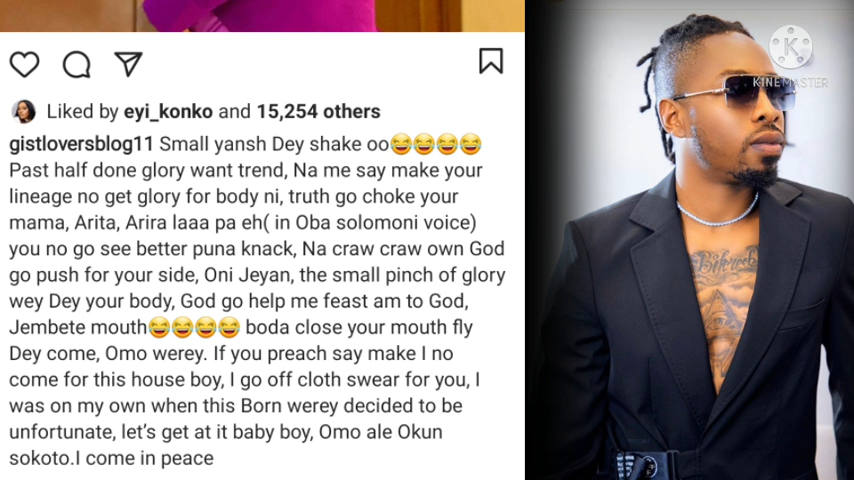 Liked by eyi_konko and 15,254 others
gistloversblog11 Small yansh Dey shake oo😂😂😂😂
Past half done glory want trend, Na me say make your
lineage no get glory for body ni, truth go choke your
mama, Arita, Arira laaa pa eh( in Oba solomoni voice)
you no go see better puna knack, Na craw craw own God
go push for your side, Oni Jeyan, the small pinch of glory
wey Dey your body, God go help me feast am to God,
Jembete mouth😂😂😂😂 boda close your mouth fly
Dey come, Omo werey. If you preach say make I no
come for this house boy, I go off cloth swear for you, I
was on my own when this Born werey decided to be
unfortunate, let’s get at it baby boy, Omo ale Okun
sokoto.I come in peace
K
KINEMASTER